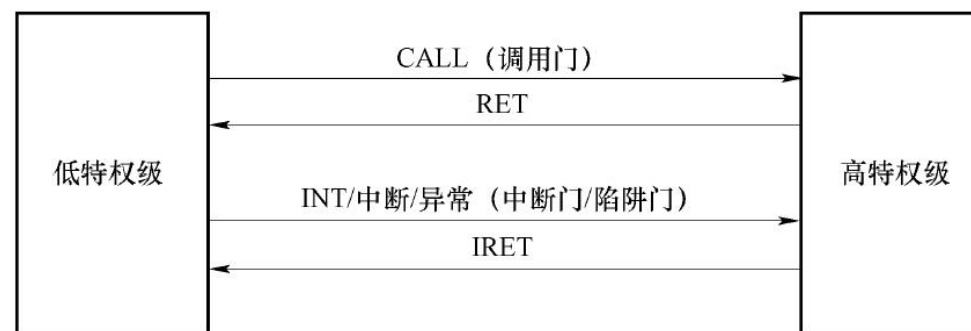 CALL（调用门）
RET
低特权级
高特权级
INT/中断/异常（中断门/陷阱门）
IRET